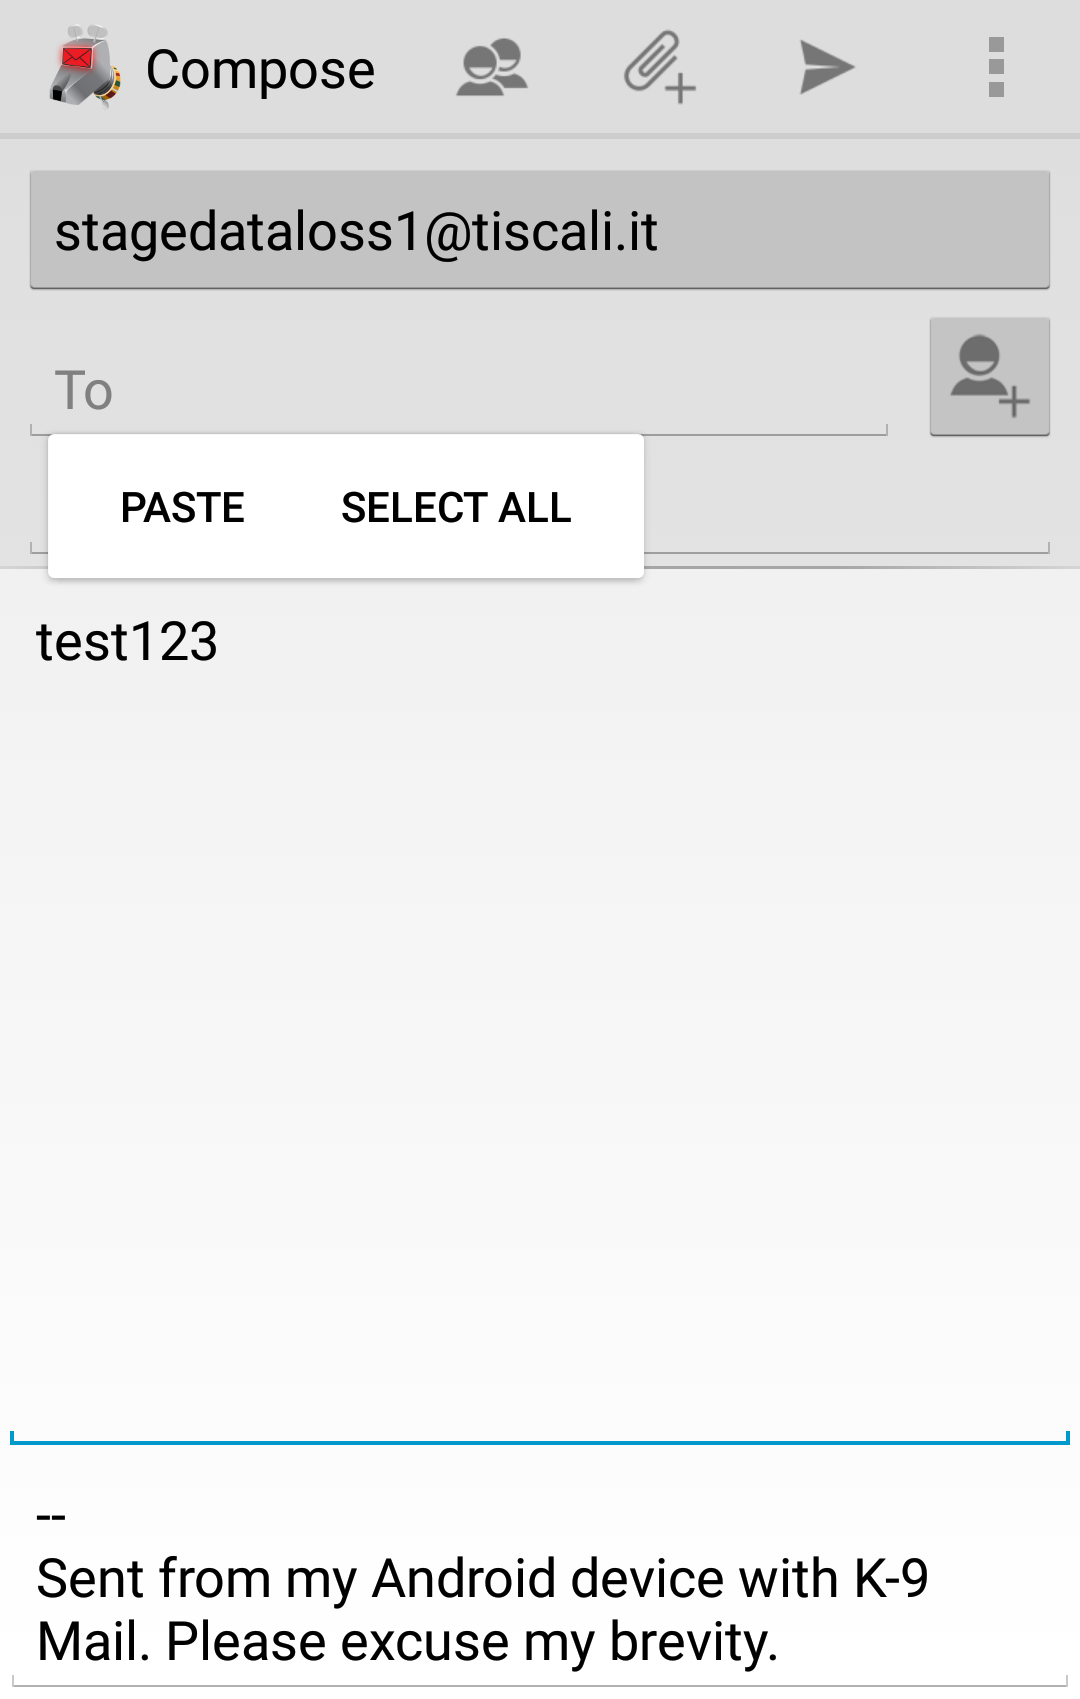 Compose
stagedataloss1@tiscali.it
To
PASTE SELECT ALL
test123
--
Sent from my Android device with K-9
Mail. Please excuse my brevity.